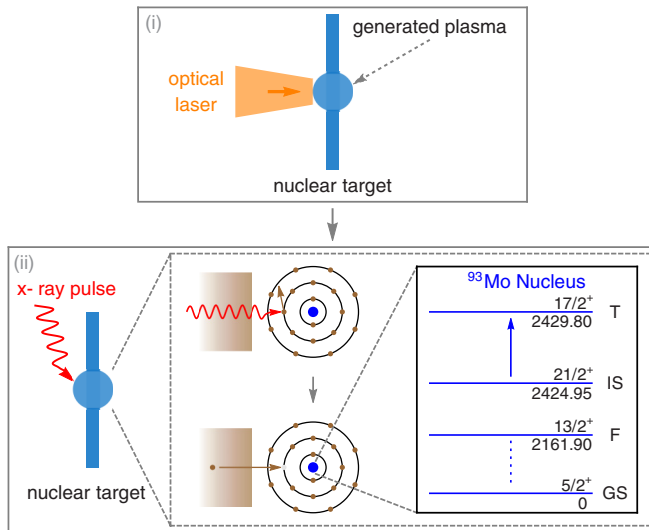 (i)
generated plasma
optical
laser
nuclear target
(ii)
x- ray pulse
nuclear target
⁹³Mo Nucleus
17/2⁺
T
2429.80
21/2⁺
IS
2424.95
13/2⁺
F
2161.90
5/2⁺
GS
0